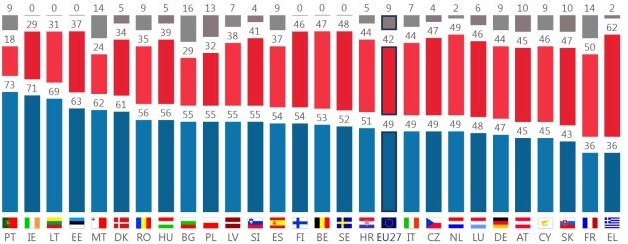 9 0 0 0 14 5 9 5 16 13 7 4 9 0 0 0 5 9 7 4 2 6 9 10 9 10 14 2
18 29 31 37 24 34 35 39 29 32 38 41 37 46 47 48 44 42 44 47 49 46 44 45 46 47 50 62
73 71 69 63 62 61 56 56 55 55 55 55 54 54 53 52 51 49 49 49 49 48 47 45 45 43 36 36
PT IE LT EE MT DK RO HU BG PL LV SI ES FI BE SE HR EU27 IT CZ NL LU DE AT CY SK FR EL